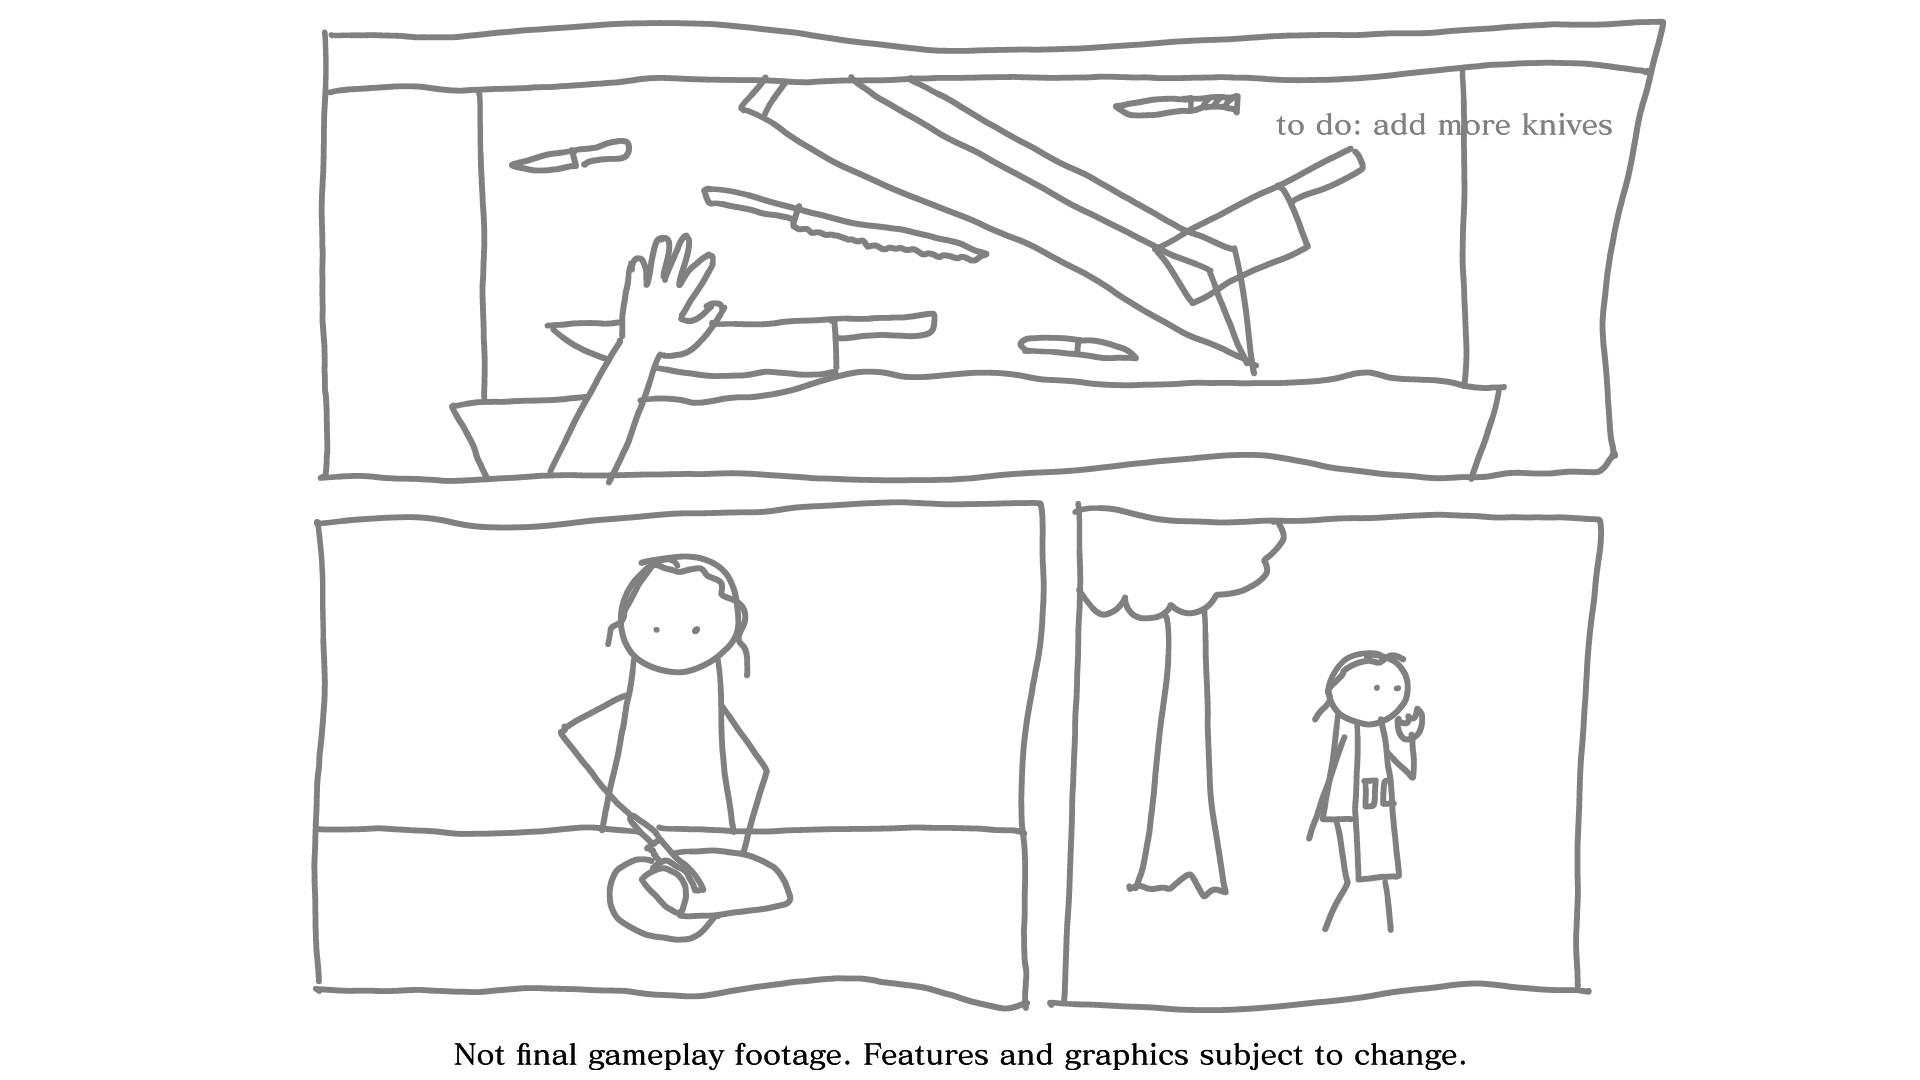 to do: add more knives
Not final gameplay footage. Features and graphics subject to change.